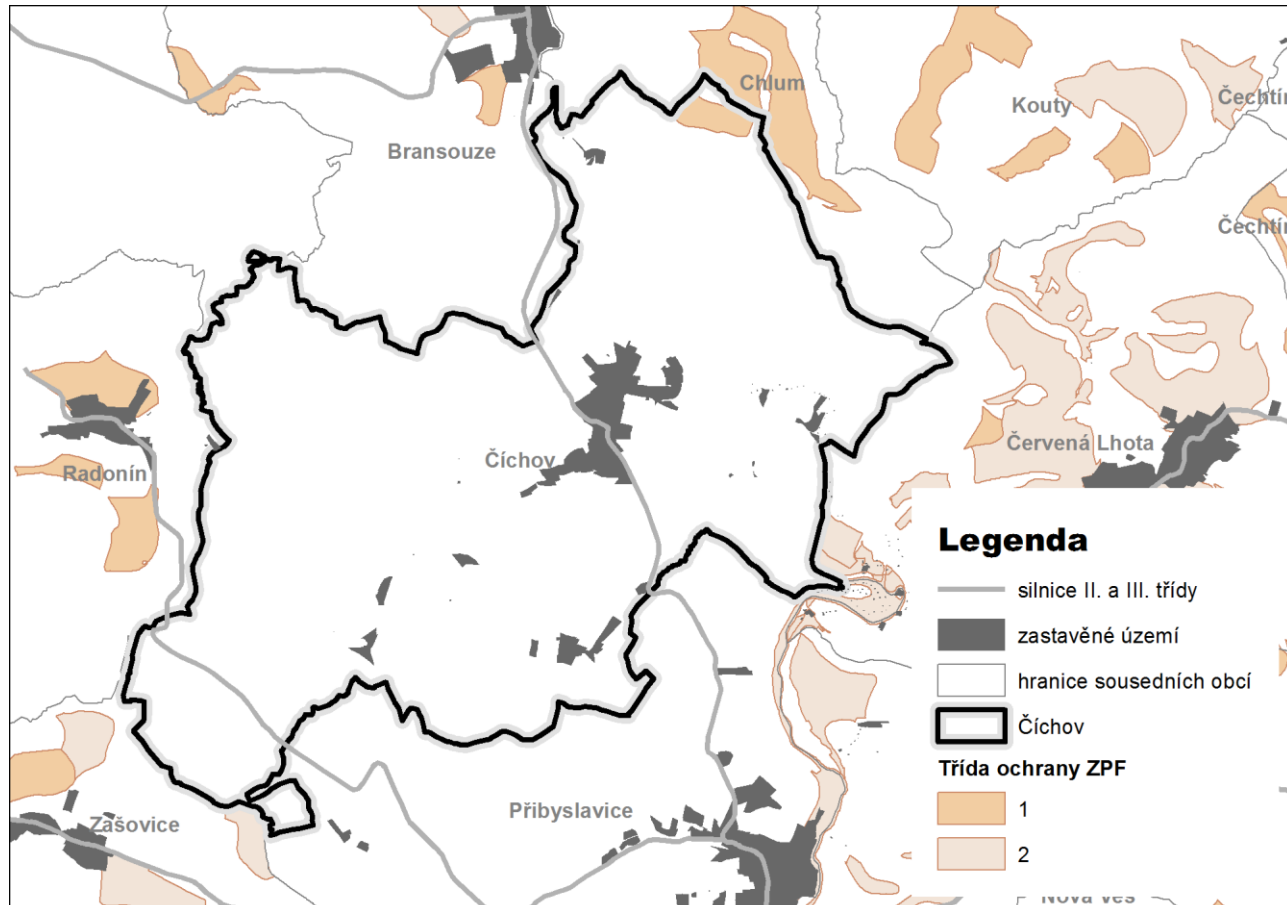 Chlum
Kouty
Čechtín
Bransouze
Čechtín
Červená Lhota
Číchov
Radonín
Přibyslavice
Zašovice
Legenda
silnice II. a III. třídy
zastavěné území
hranice sousedních obcí
Číchov
Třída ochrany ZPF
1
2
Nová Ves